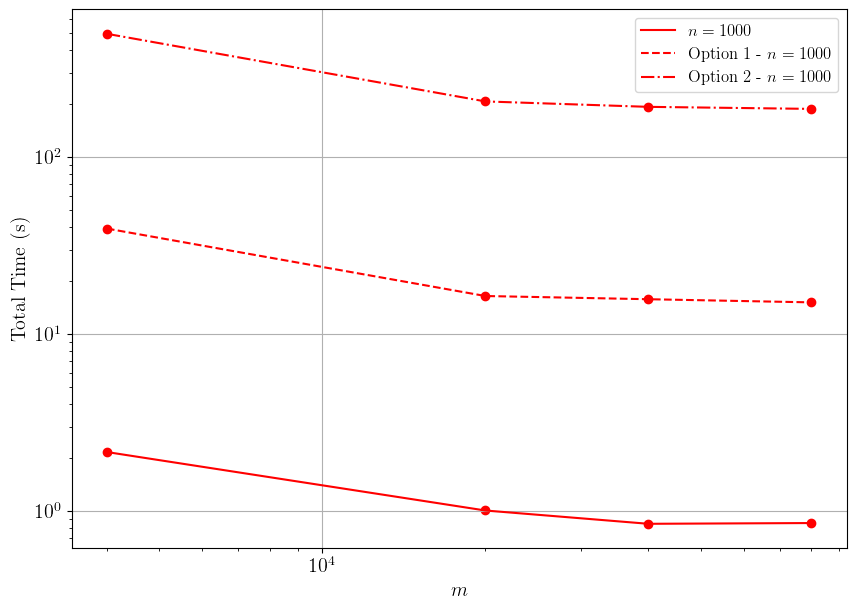 $n = 1000$
Option 1 - $n = 1000$
Option 2 - $n = 1000$
Total Time (s)
$10^2$
$10^1$
$10^0$
$10^4$
$m$